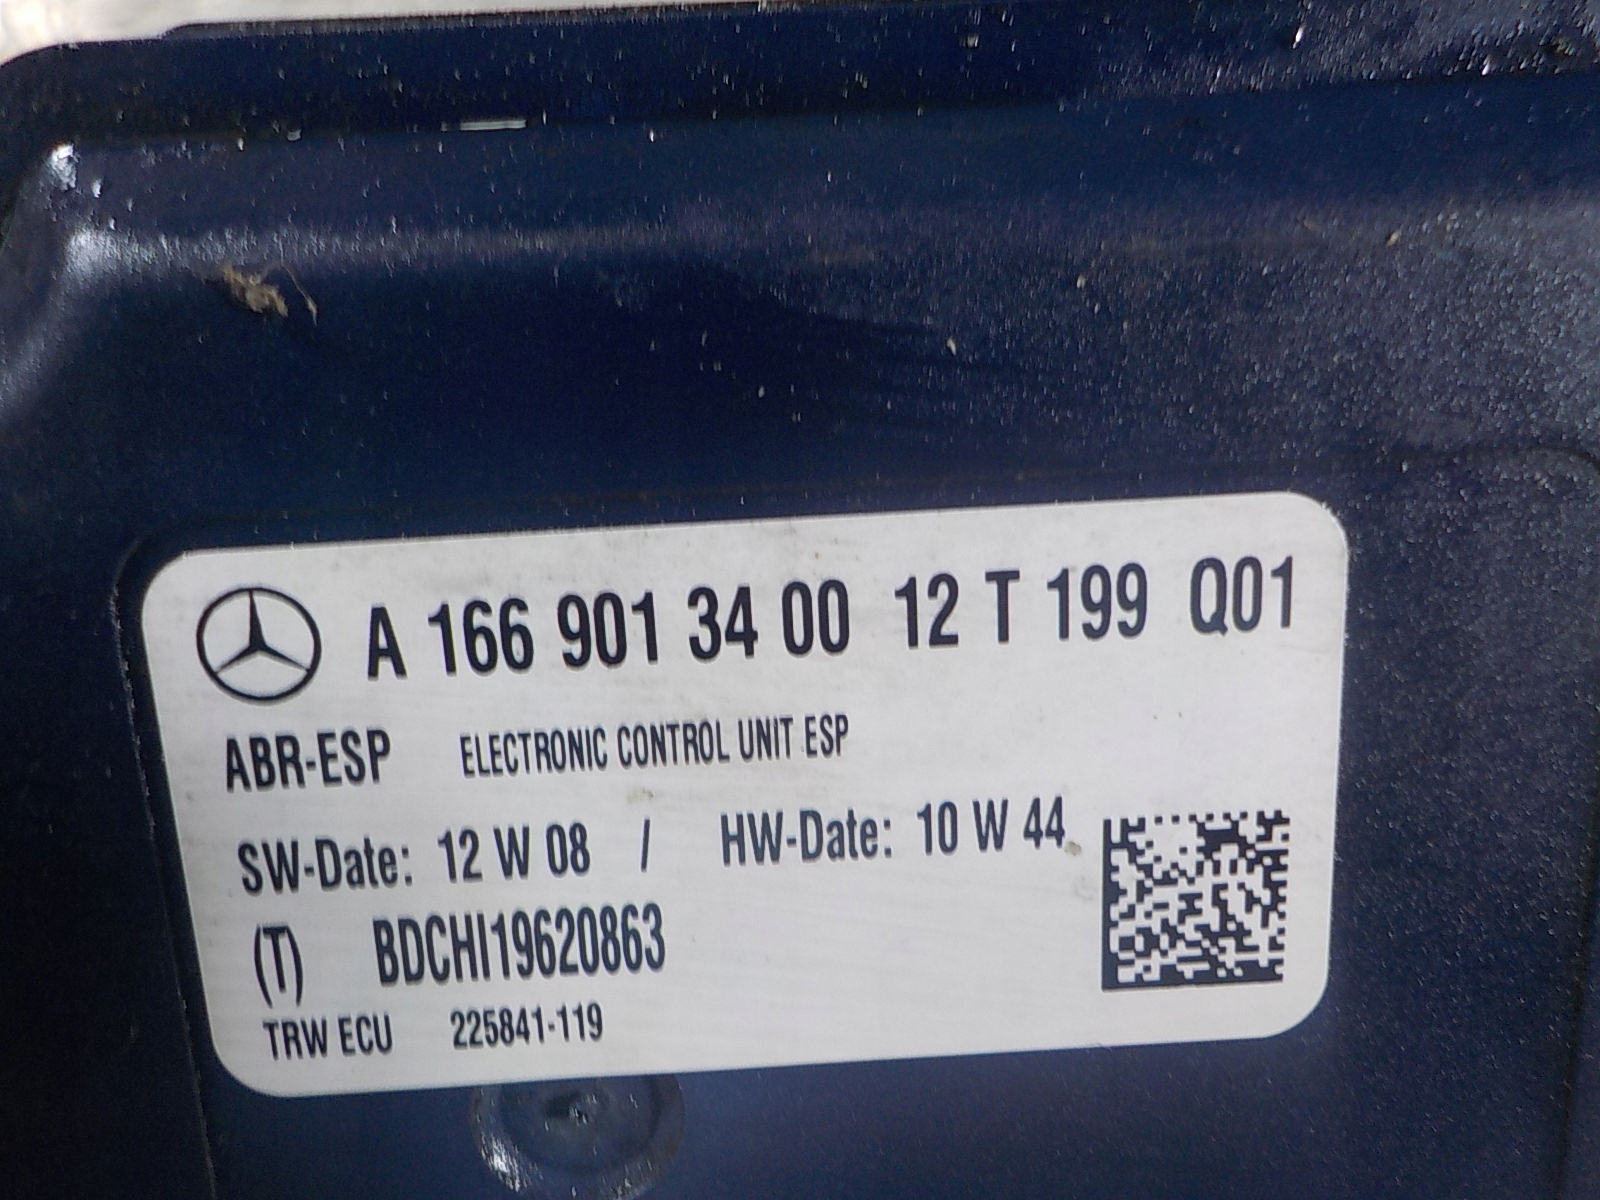 A 166 901 34 00 12 T 199 Q01
ABR-ESP ELECTRONIC CONTROL UNIT ESP
SW-Date: 12 W 08 / HW-Date: 10 W 44
(T) BDCHI19620863
TRW ECU 225841-119